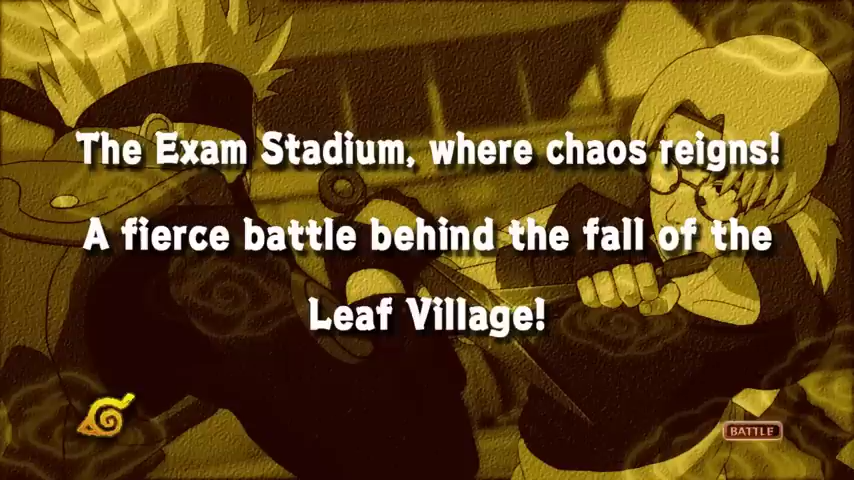 The Exam Stadium, where chaos reigns!
A fierce battle behind the fall of the
Leaf Village!
BATTLE